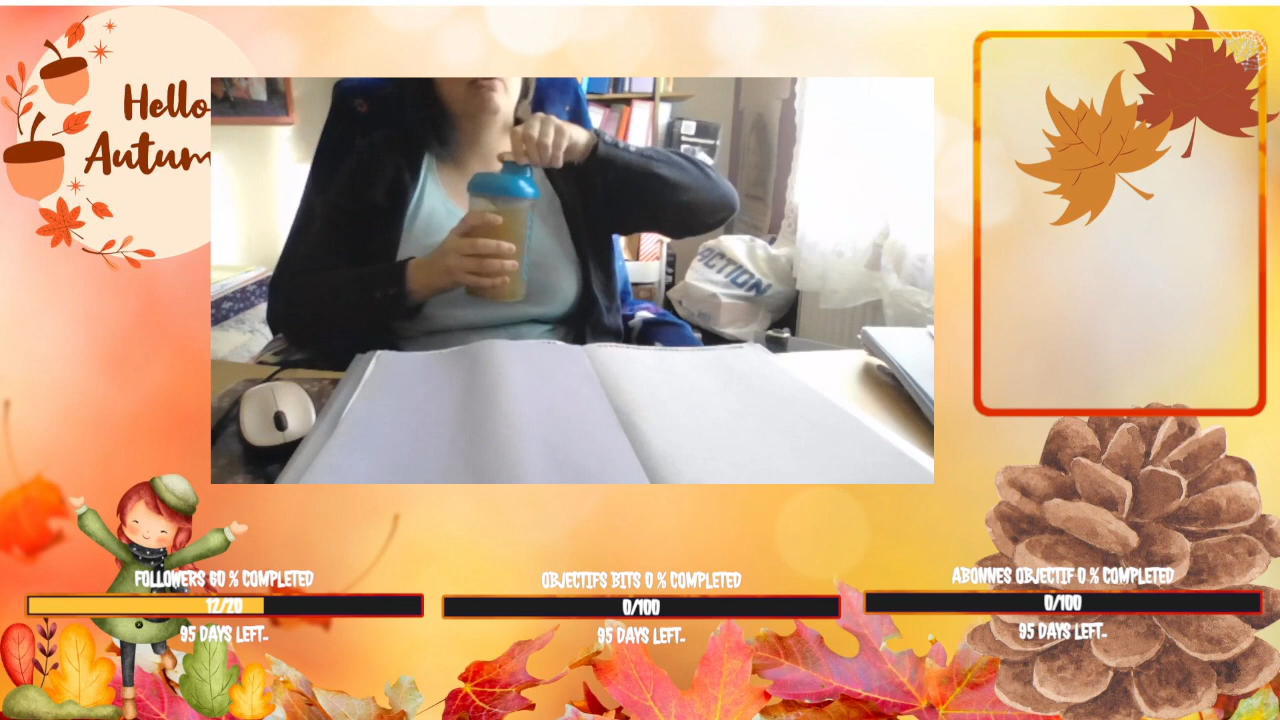 Hello
Autum
ACTION
FOLLOWERS 60 % COMPLETED
12/20
95 DAYS LEFT..
OBJECTIFS BITS 0 % COMPLETED
0/100
95 DAYS LEFT..
ABONNES OBJECTIF 0 % COMPLETED
0/100
95 DAYS LEFT..